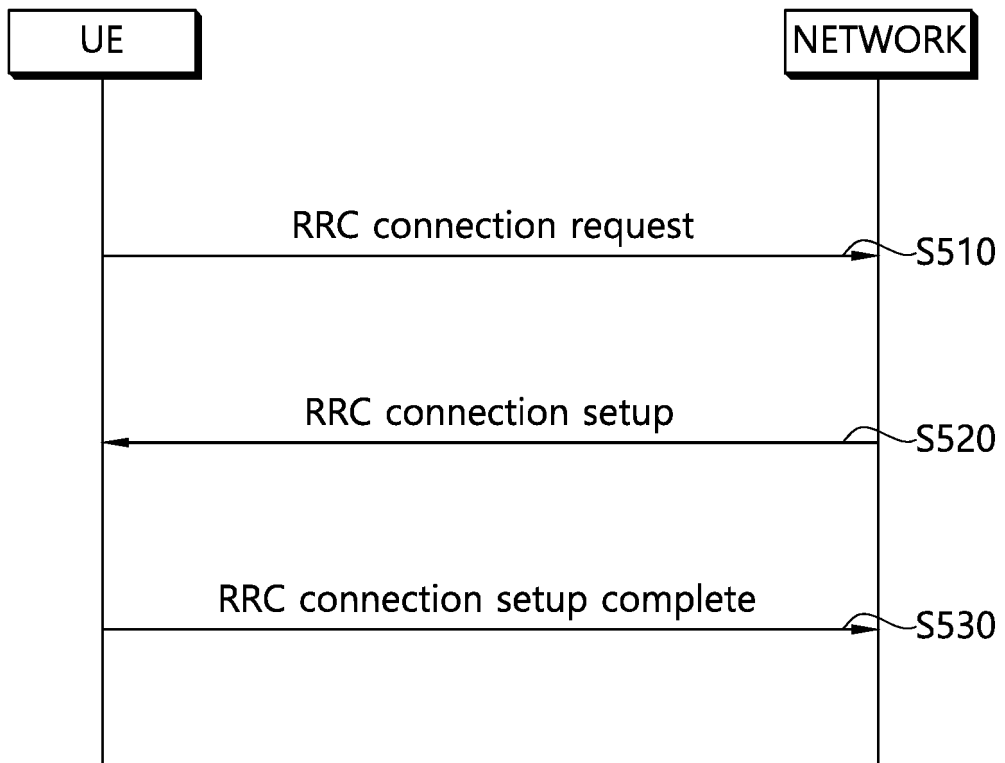 UE
NETWORK
RRC connection request
S510
RRC connection setup
S520
RRC connection setup complete
S530